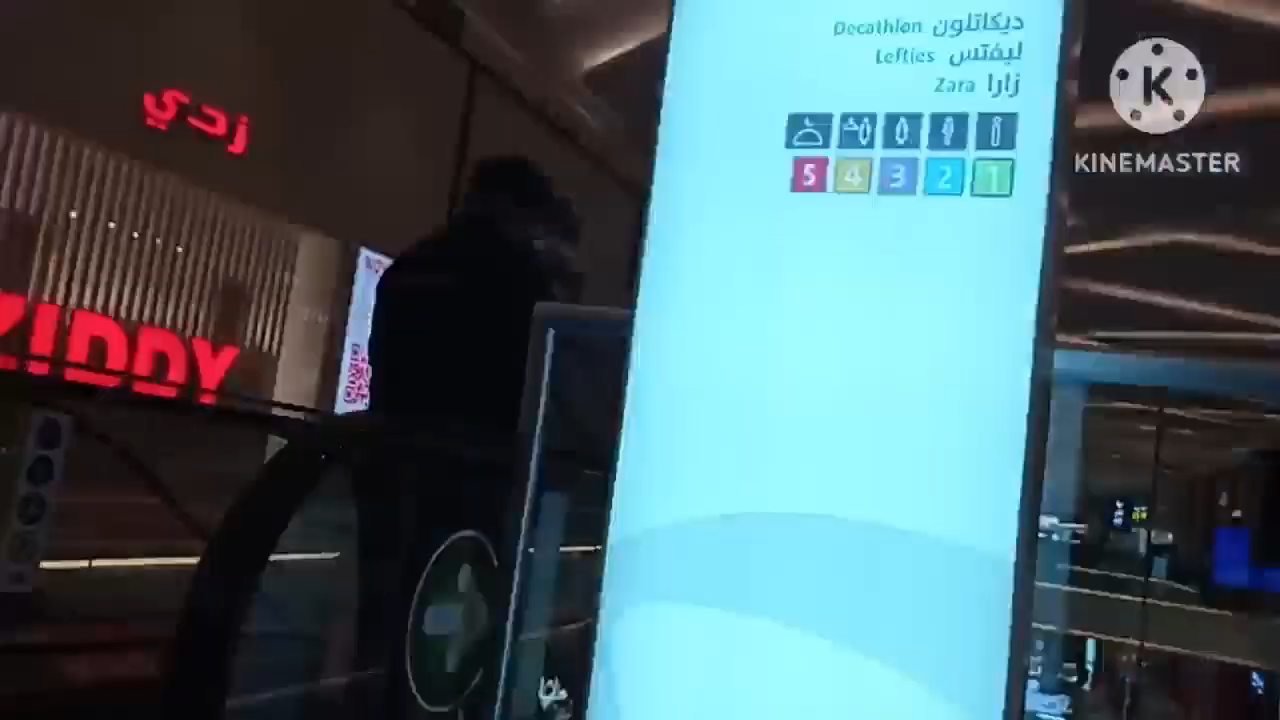 ديكاتلون Decathlon
ليفتس Lefties
زارا Zara
5 4 3 2 1
زدي
ZIDDY
K
KINEMASTER